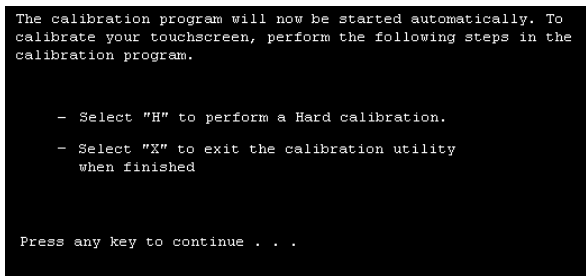 The calibration program will now be started automatically. To
calibrate your touchscreen, perform the following steps in the
calibration program.
– Select "H" to perform a Hard calibration.
– Select "X" to exit the calibration utility
when finished
Press any key to continue . . .